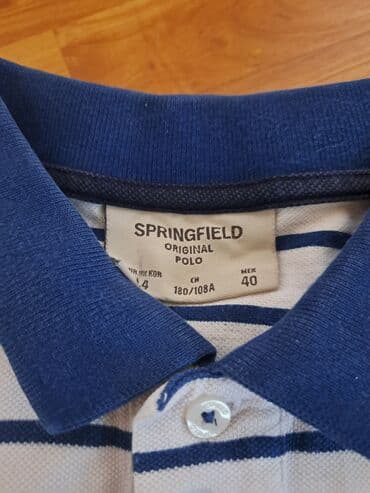 SPRINGFIELD
ORIGINAL
POLO
CH
MEX
180/108A
40